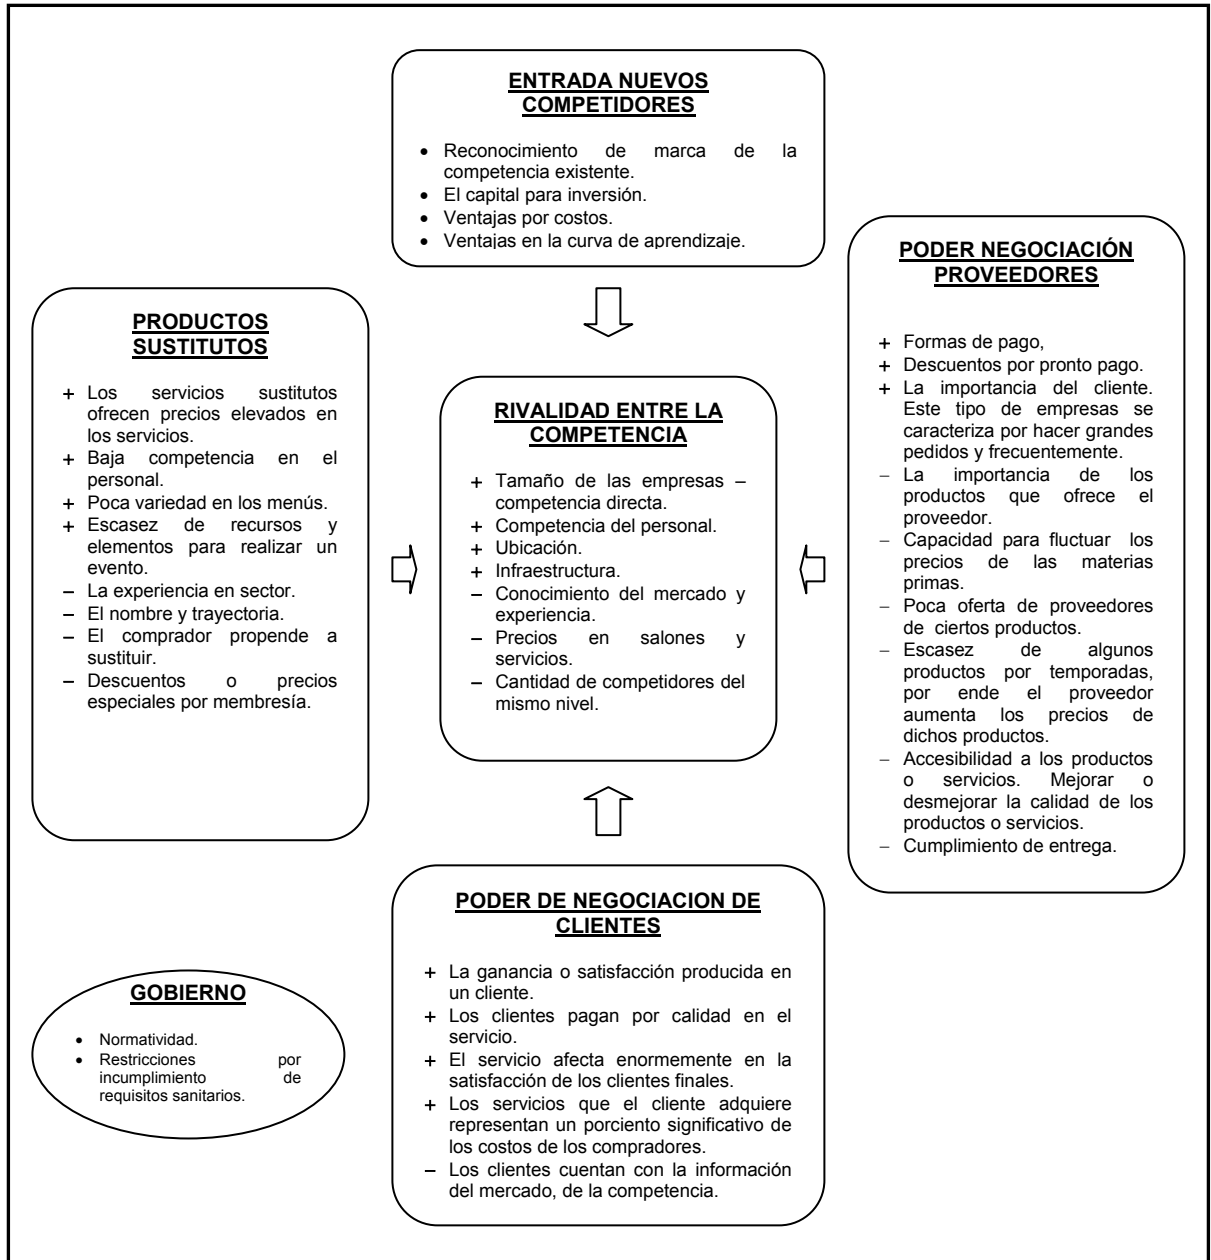 ENTRADA NUEVOS
COMPETIDORES
• Reconocimiento de marca de la
competencia existente.
• El capital para inversión.
• Ventajas por costos.
• Ventajas en la curva de aprendizaje.
PRODUCTOS
SUSTITUTOS
+ Los servicios sustitutos
ofrecen precios elevados en
los servicios.
+ Baja competencia en el
personal.
+ Poca variedad en los menús.
+ Escasez de recursos y
elementos para realizar un
evento.
− La experiencia en sector.
− El nombre y trayectoria.
− El comprador propende a
sustituir.
− Descuentos o precios
especiales por membresía.
RIVALIDAD ENTRE LA
COMPETENCIA
+ Tamaño de las empresas –
competencia directa.
+ Competencia del personal.
+ Ubicación.
+ Infraestructura.
− Conocimiento del mercado y
experiencia.
− Precios en salones y
servicios.
− Cantidad de competidores del
mismo nivel.
PODER NEGOCIACIÓN
PROVEEDORES
+ Formas de pago,
+ Descuentos por pronto pago.
+ La importancia del cliente.
Este tipo de empresas se
caracteriza por hacer grandes
pedidos y frecuentemente.
− La importancia de los
productos que ofrece el
proveedor.
− Capacidad para fluctuar los
precios de las materias
primas.
− Poca oferta de proveedores
de ciertos productos.
− Escasez de algunos
productos por temporadas,
por ende el proveedor
aumenta los precios de
dichos productos.
− Accesibilidad a los productos
o servicios. Mejorar o
desmejorar la calidad de los
productos o servicios.
− Cumplimiento de entrega.
PODER DE NEGOCIACION DE
CLIENTES
+ La ganancia o satisfacción producida en
un cliente.
+ Los clientes pagan por calidad en el
servicio.
+ El servicio afecta enormemente en la
satisfacción de los clientes finales.
+ Los servicios que el cliente adquiere
representan un porciento significativo de
los costos de los compradores.
− Los clientes cuentan con la información
del mercado, de la competencia.
GOBIERNO
• Normatividad.
• Restricciones por
incumplimiento de
requisitos sanitarios.